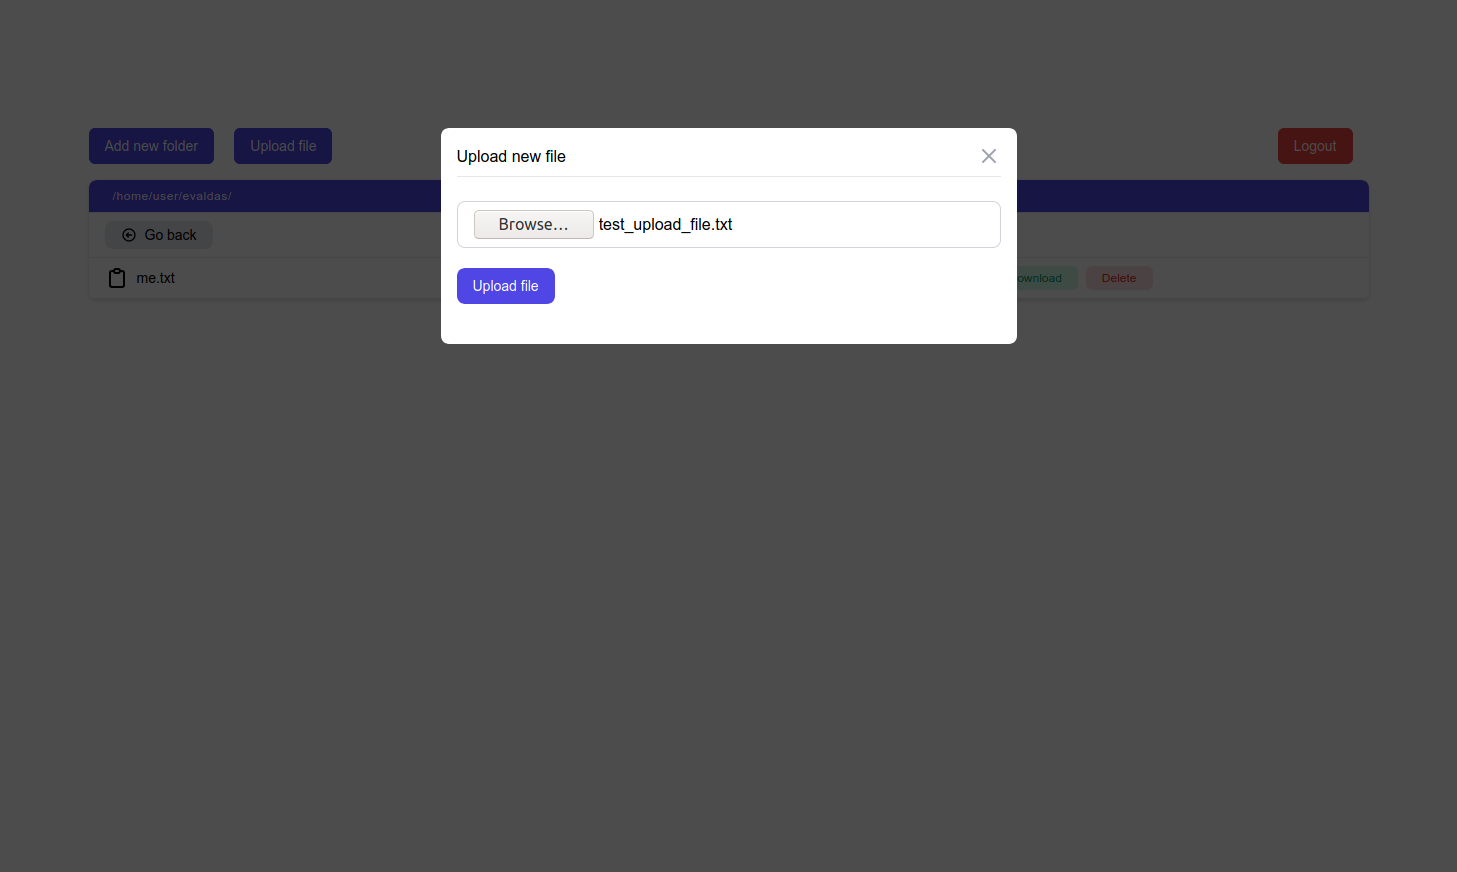 Add new folder
Upload file
Upload new file
Logout
/home/user/evaldas/
Browse...
test_upload_file.txt
Go back
me.txt
ownload
Delete
Upload file